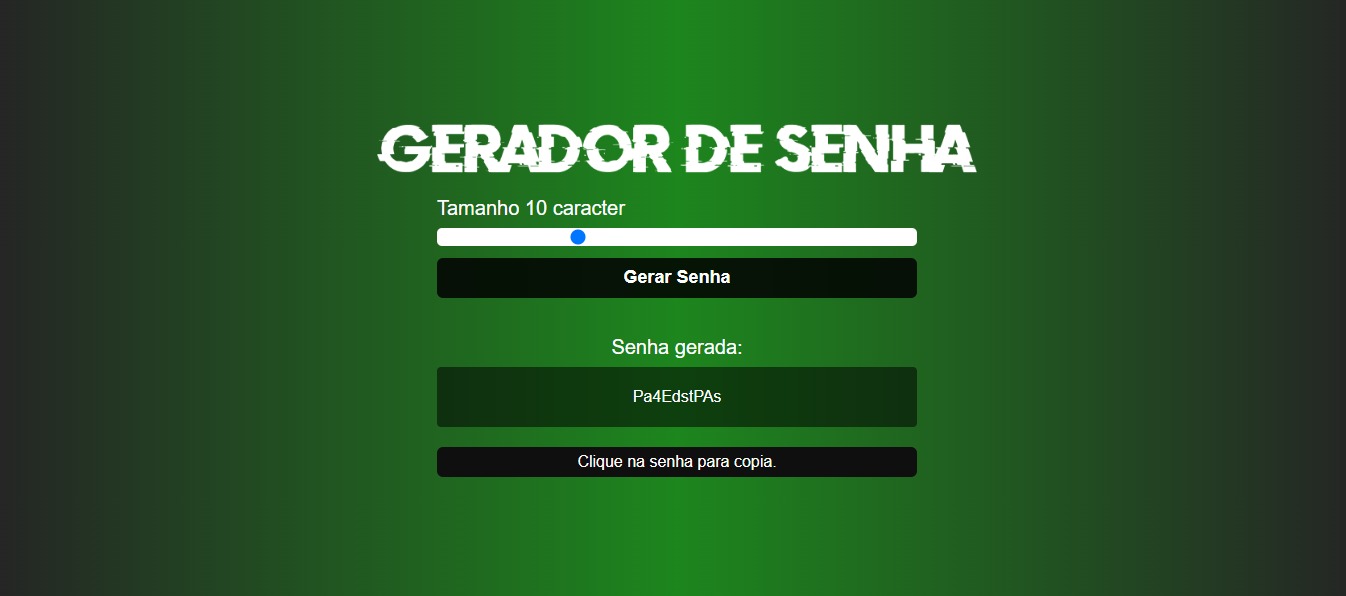 GERADOR DE SENHA
Tamanho 10 caracter
Gerar Senha
Senha gerada:
Pa4EdstPAs
Clique na senha para copia.